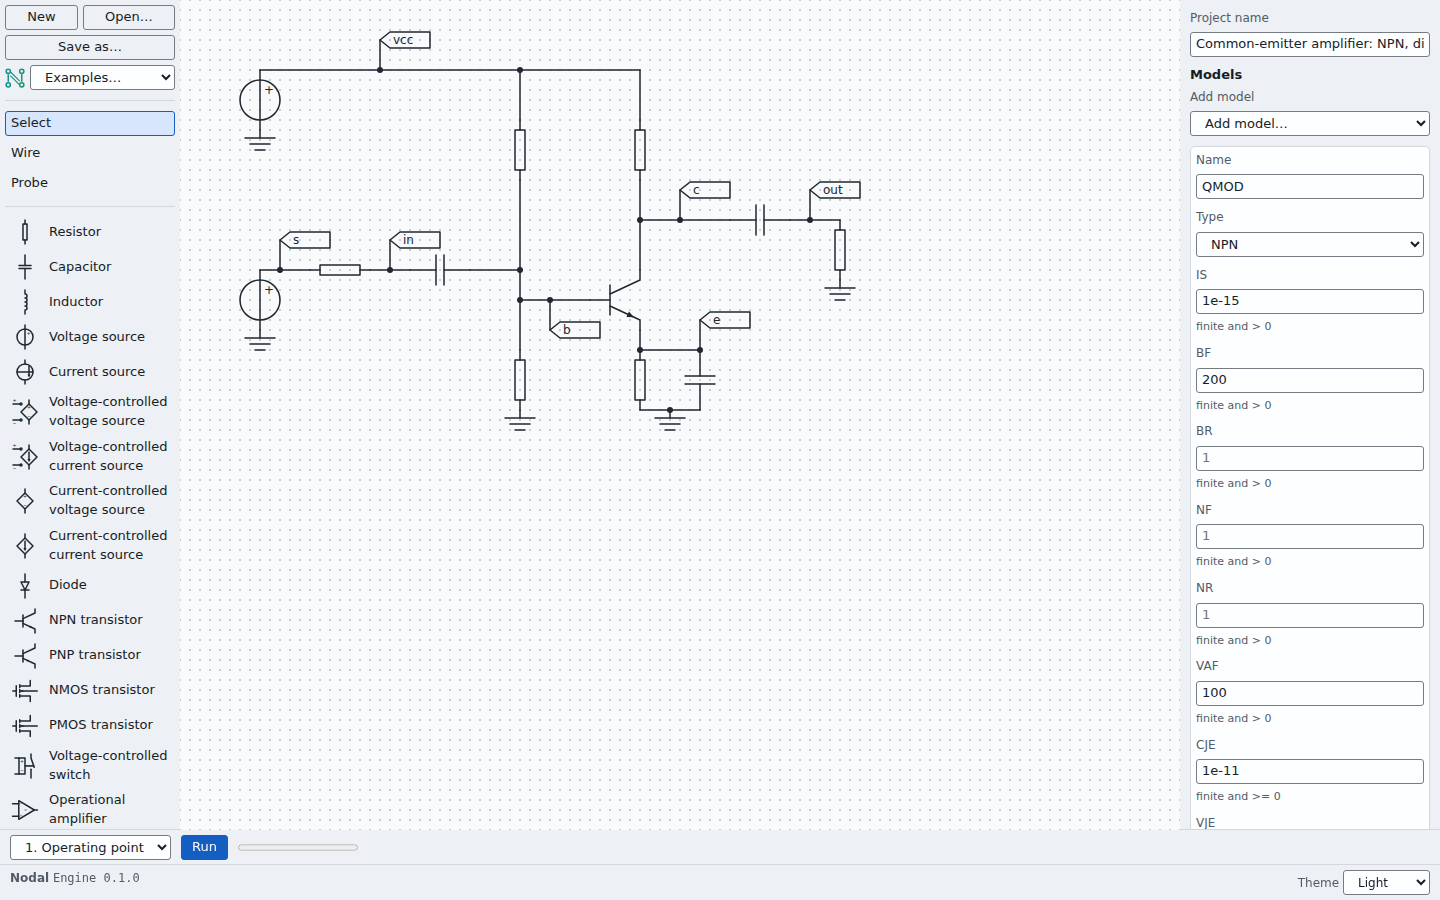 New
Open...
Save as...
Examples...
Select
Wire
Probe
Resistor
Capacitor
Inductor
Voltage source
Current source
Voltage-controlled
voltage source
Voltage-controlled
current source
Current-controlled
voltage source
Current-controlled
current source
Diode
NPN transistor
PNP transistor
NMOS transistor
PMOS transistor
Voltage-controlled
switch
Operational
amplifier
vcc
+
c
out
s
in
+
b
e
Project name
Common-emitter amplifier: NPN, di
Models
Add model
Add model...
Name
QMOD
Type
NPN
IS
1e-15
finite and > 0
BF
200
finite and > 0
BR
1
finite and > 0
NF
1
finite and > 0
NR
1
finite and > 0
VAF
100
finite and > 0
CJE
1e-11
finite and >= 0
VJE
1. Operating point
Run
Nodal Engine 0.1.0
Theme
Light